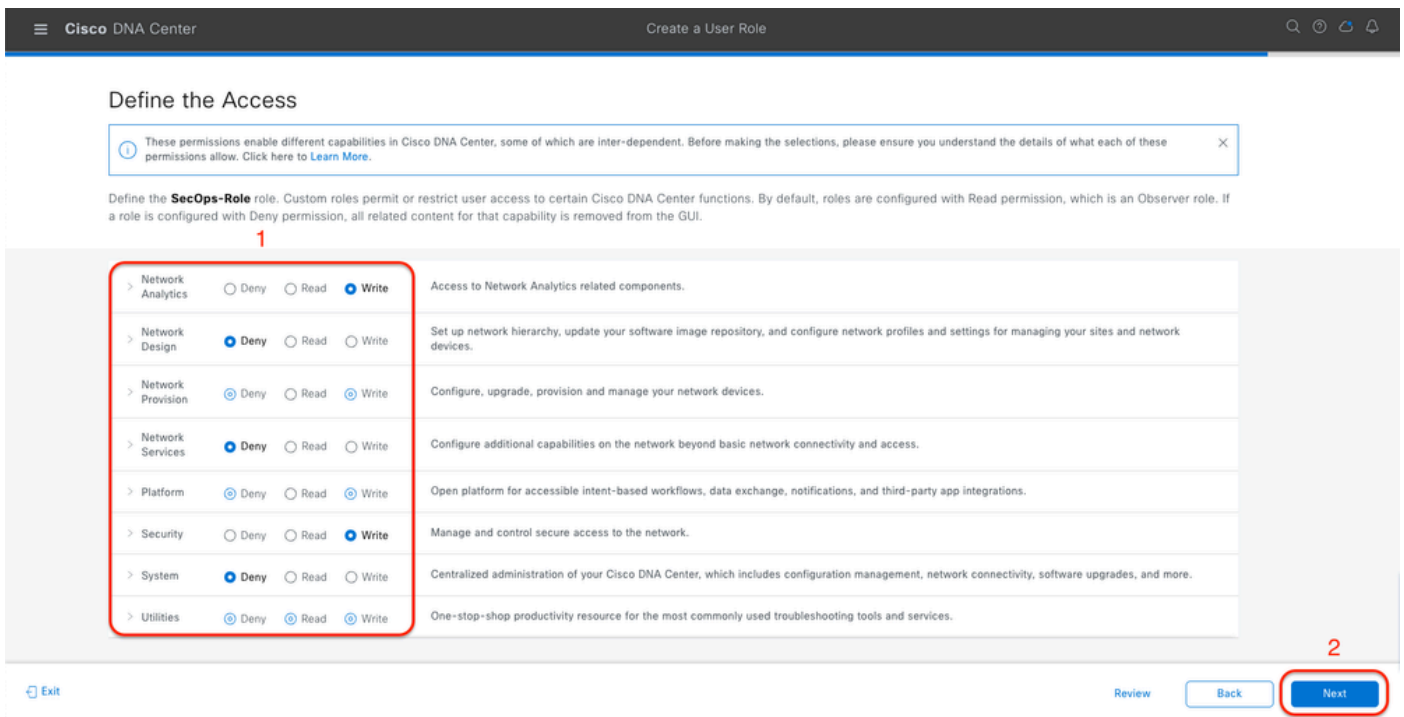 Cisco DNA Center
Create a User Role
Define the Access
These permissions enable different capabilities in Cisco DNA Center, some of which are inter-dependent. Before making the selections, please ensure you understand the details of what each of these
permissions allow. Click here to Learn More.
Define the SecOps-Role role. Custom roles permit or restrict user access to certain Cisco DNA Center functions. By default, roles are configured with Read permission, which is an Observer role. If
a role is configured with Deny permission, all related content for that capability is removed from the GUI.
1
Network
Analytics
Deny Read Write
Access to Network Analytics related components.
Network
Design
Deny Read Write
Set up network hierarchy, update your software image repository, and configure network profiles and settings for managing your sites and network
devices.
Network
Provision
Deny Read Write
Configure, upgrade, provision and manage your network devices.
Network
Services
Deny Read Write
Configure additional capabilities on the network beyond basic network connectivity and access.
Platform Deny Read Write
Open platform for accessible intent-based workflows, data exchange, notifications, and third-party app integrations.
Security Deny Read Write
Manage and control secure access to the network.
System Deny Read Write
Centralized administration of your Cisco DNA Center, which includes configuration management, network connectivity, software upgrades, and more.
Utilities Deny Read Write
One-stop-shop productivity resource for the most commonly used troubleshooting tools and services.
2
Exit
Review
Back
Next